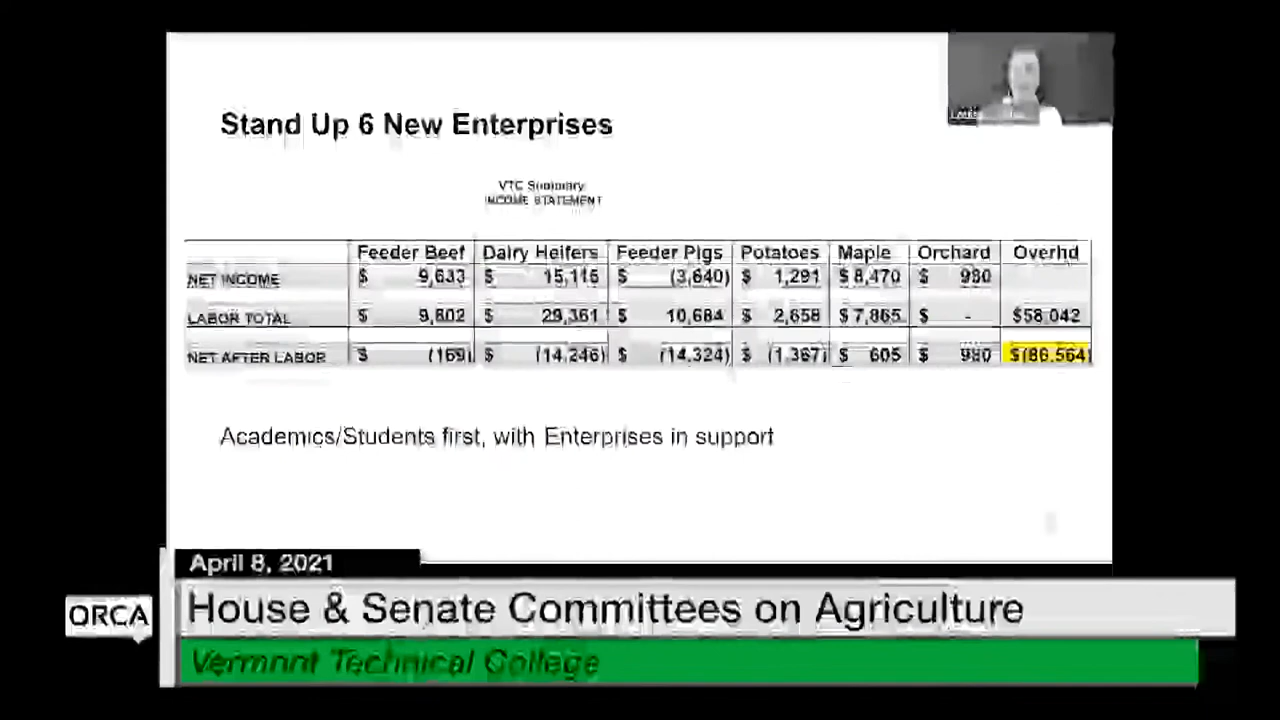 Stand Up 6 New Enterprises
VTC Summary
INCOME STATEMENT
Feeder Beef Dairy Heifers Feeder Pigs Potatoes Maple Orchard Overhd
NET INCOME $ 9,633 $ 15,116 $ (3,640) $ 1,291 $ 8,470 $ 980
LABOR TOTAL $ 9,802 $ 29,361 $ 10,684 $ 2,658 $ 7,865 $ - $58,042
NET AFTER LABOR $ (169) $ (14,246) $ (14,324) $ (1,367) $ 605 $ 980 $(86,564)
Academics/Students first, with Enterprises in support
April 8, 2021
ORCA
House & Senate Committees on Agriculture
Vermont Technical College